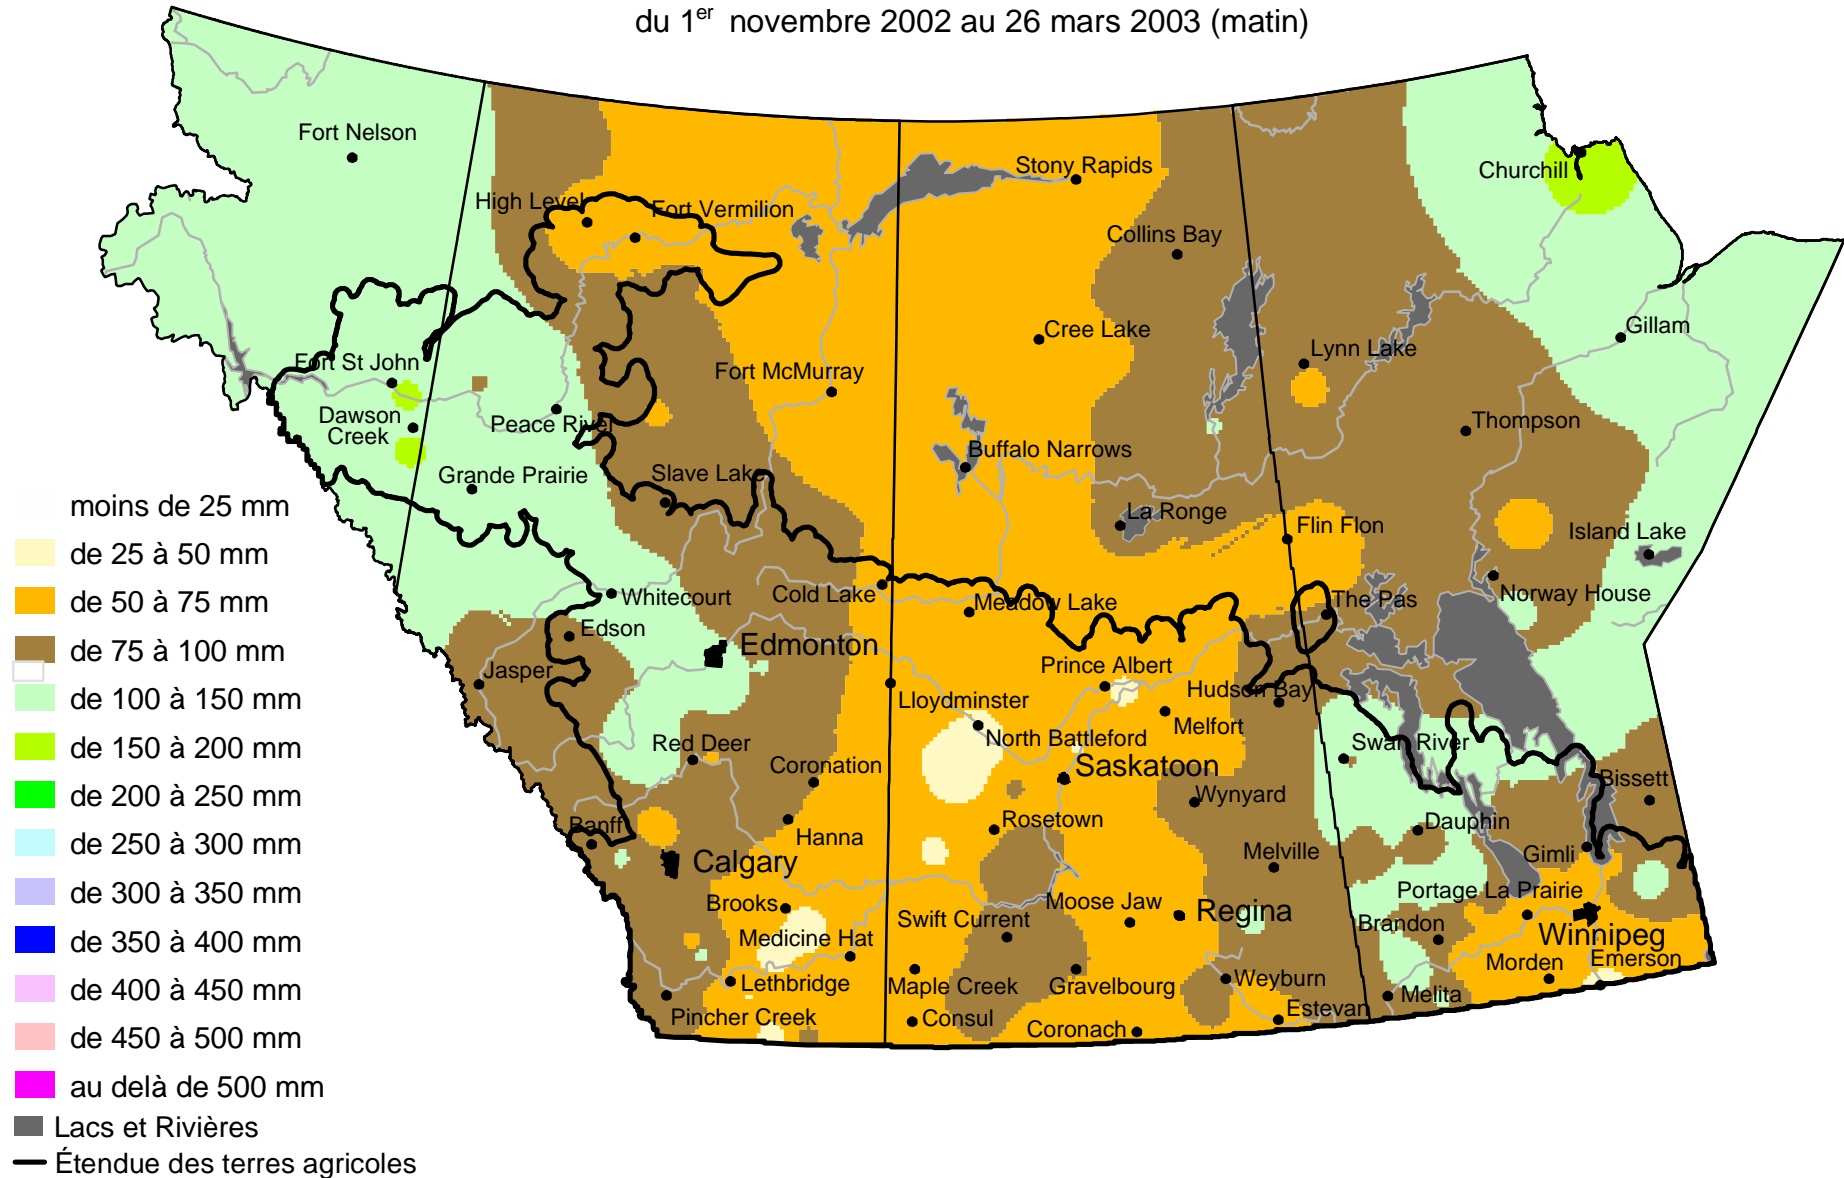 du 1er novembre 2002 au 26 mars 2003 (matin)
Fort Nelson
Churchill
Stony Rapids
High Level
Fort Vermilion
Collins Bay
Gillam
Cree Lake
Lynn Lake
Fort St John
Fort McMurray
Dawson
Creek
Peace River
Thompson
Buffalo Narrows
Grande Prairie
Slave Lake
La Ronge
Flin Flon
Island Lake
Whitecourt
Cold Lake
Meadow Lake
The Pas
Norway House
Edson
Edmonton
Jasper
Prince Albert
Hudson Bay
Lloydminster
Melfort
North Battleford
Red Deer
Swan River
Coronation
Saskatoon
Bissett
Wynyard
Banff
Hanna
Rosetown
Dauphin
Calgary
Melville
Gimli
Portage La Prairie
Brooks
Moose Jaw
Regina
Swift Current
Brandon
Medicine Hat
Winnipeg
Lethbridge
Maple Creek
Gravelbourg
Weyburn
Morden
Emerson
Melita
Pincher Creek
Consul
Coronach
Estevan
moins de 25 mm
de 25 à 50 mm
de 50 à 75 mm
de 75 à 100 mm
de 100 à 150 mm
de 150 à 200 mm
de 200 à 250 mm
de 250 à 300 mm
de 300 à 350 mm
de 350 à 400 mm
de 400 à 450 mm
de 450 à 500 mm
au delà de 500 mm
Lacs et Rivières
Étendue des terres agricoles